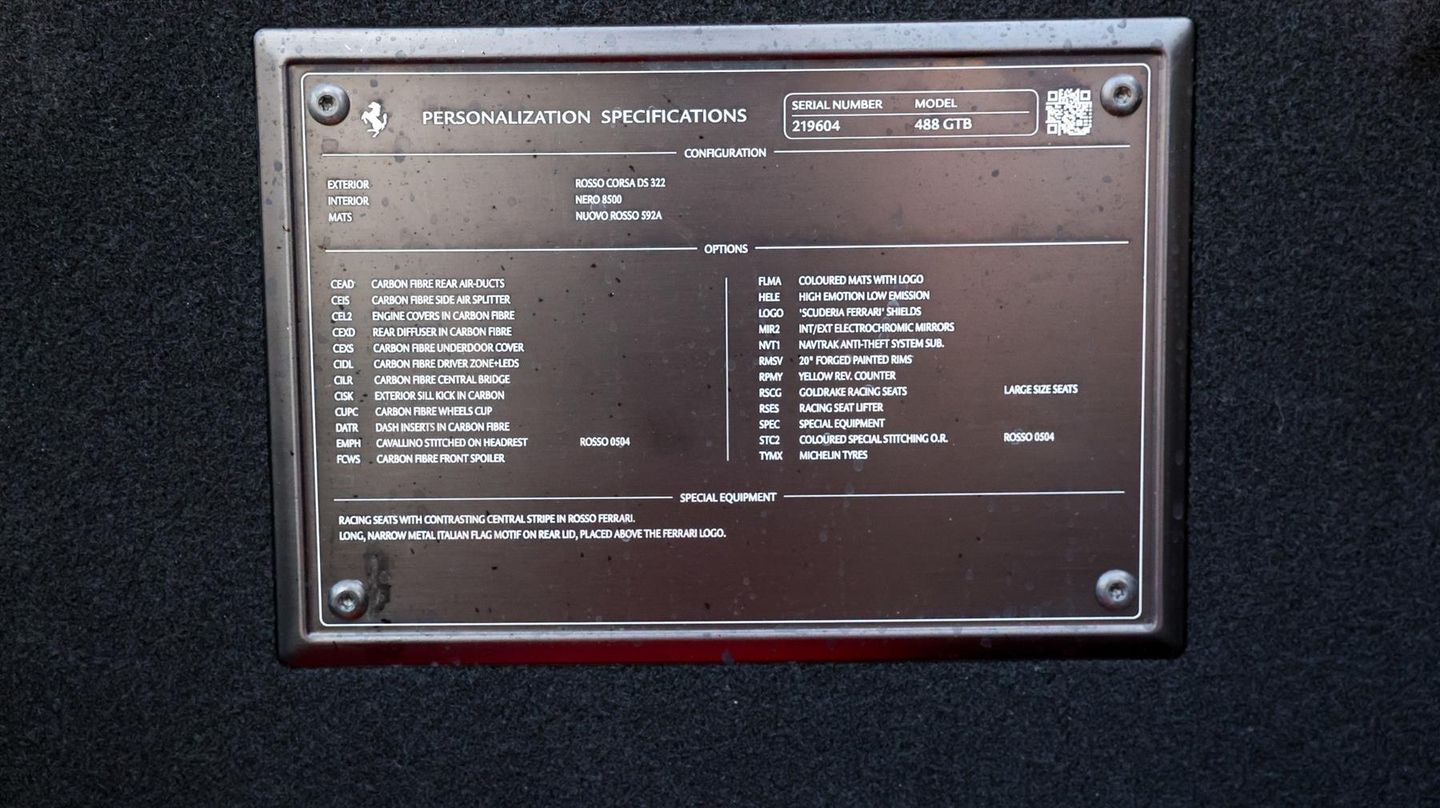 PERSONALIZATION SPECIFICATIONS
SERIAL NUMBER MODEL
219604 488 GTB
CONFIGURATION
EXTERIOR ROSSO CORSA DS 322
INTERIOR NERO 8500
MATS NUOVO ROSSO 592A
OPTIONS
CEAD CARBON FIBRE REAR AIR-DUCTS
CEIS CARBON FIBRE SIDE AIR SPLITTER
CEL2 ENGINE COVERS IN CARBON FIBRE
CEXD REAR DIFFUSER IN CARBON FIBRE
CEXS CARBON FIBRE UNDERDOOR COVER
CIDL CARBON FIBRE DRIVER ZONE+LEDS
CILR CARBON FIBRE CENTRAL BRIDGE
CISK EXTERIOR SILL KICK IN CARBON
CUPC CARBON FIBRE WHEELS CUP
DATR DASH INSERTS IN CARBON FIBRE
EMPH CAVALLINO STITCHED ON HEADREST ROSSO 0504
FCWS CARBON FIBRE FRONT SPOILER
FLMA COLOURED MATS WITH LOGO
HELE HIGH EMOTION LOW EMISSION
LOGO 'SCUDERIA FERRARI' SHIELDS
MIR2 INT/EXT ELECTROCHROMIC MIRRORS
NVT1 NAVTRAK ANTI-THEFT SYSTEM SUB.
RMSV 20" FORGED PAINTED RIMS
RPMY YELLOW REV. COUNTER
RSCG GOLDRAKE RACING SEATS LARGE SIZE SEATS
RSES RACING SEAT LIFTER
SPEC SPECIAL EQUIPMENT
STC2 COLOURED SPECIAL STITCHING O.R. ROSSO 0504
TYMX MICHELIN TYRES
SPECIAL EQUIPMENT
RACING SEATS WITH CONTRASTING CENTRAL STRIPE IN ROSSO FERRARI.
LONG, NARROW METAL ITALIAN FLAG MOTIF ON REAR LID, PLACED ABOVE THE FERRARI LOGO.